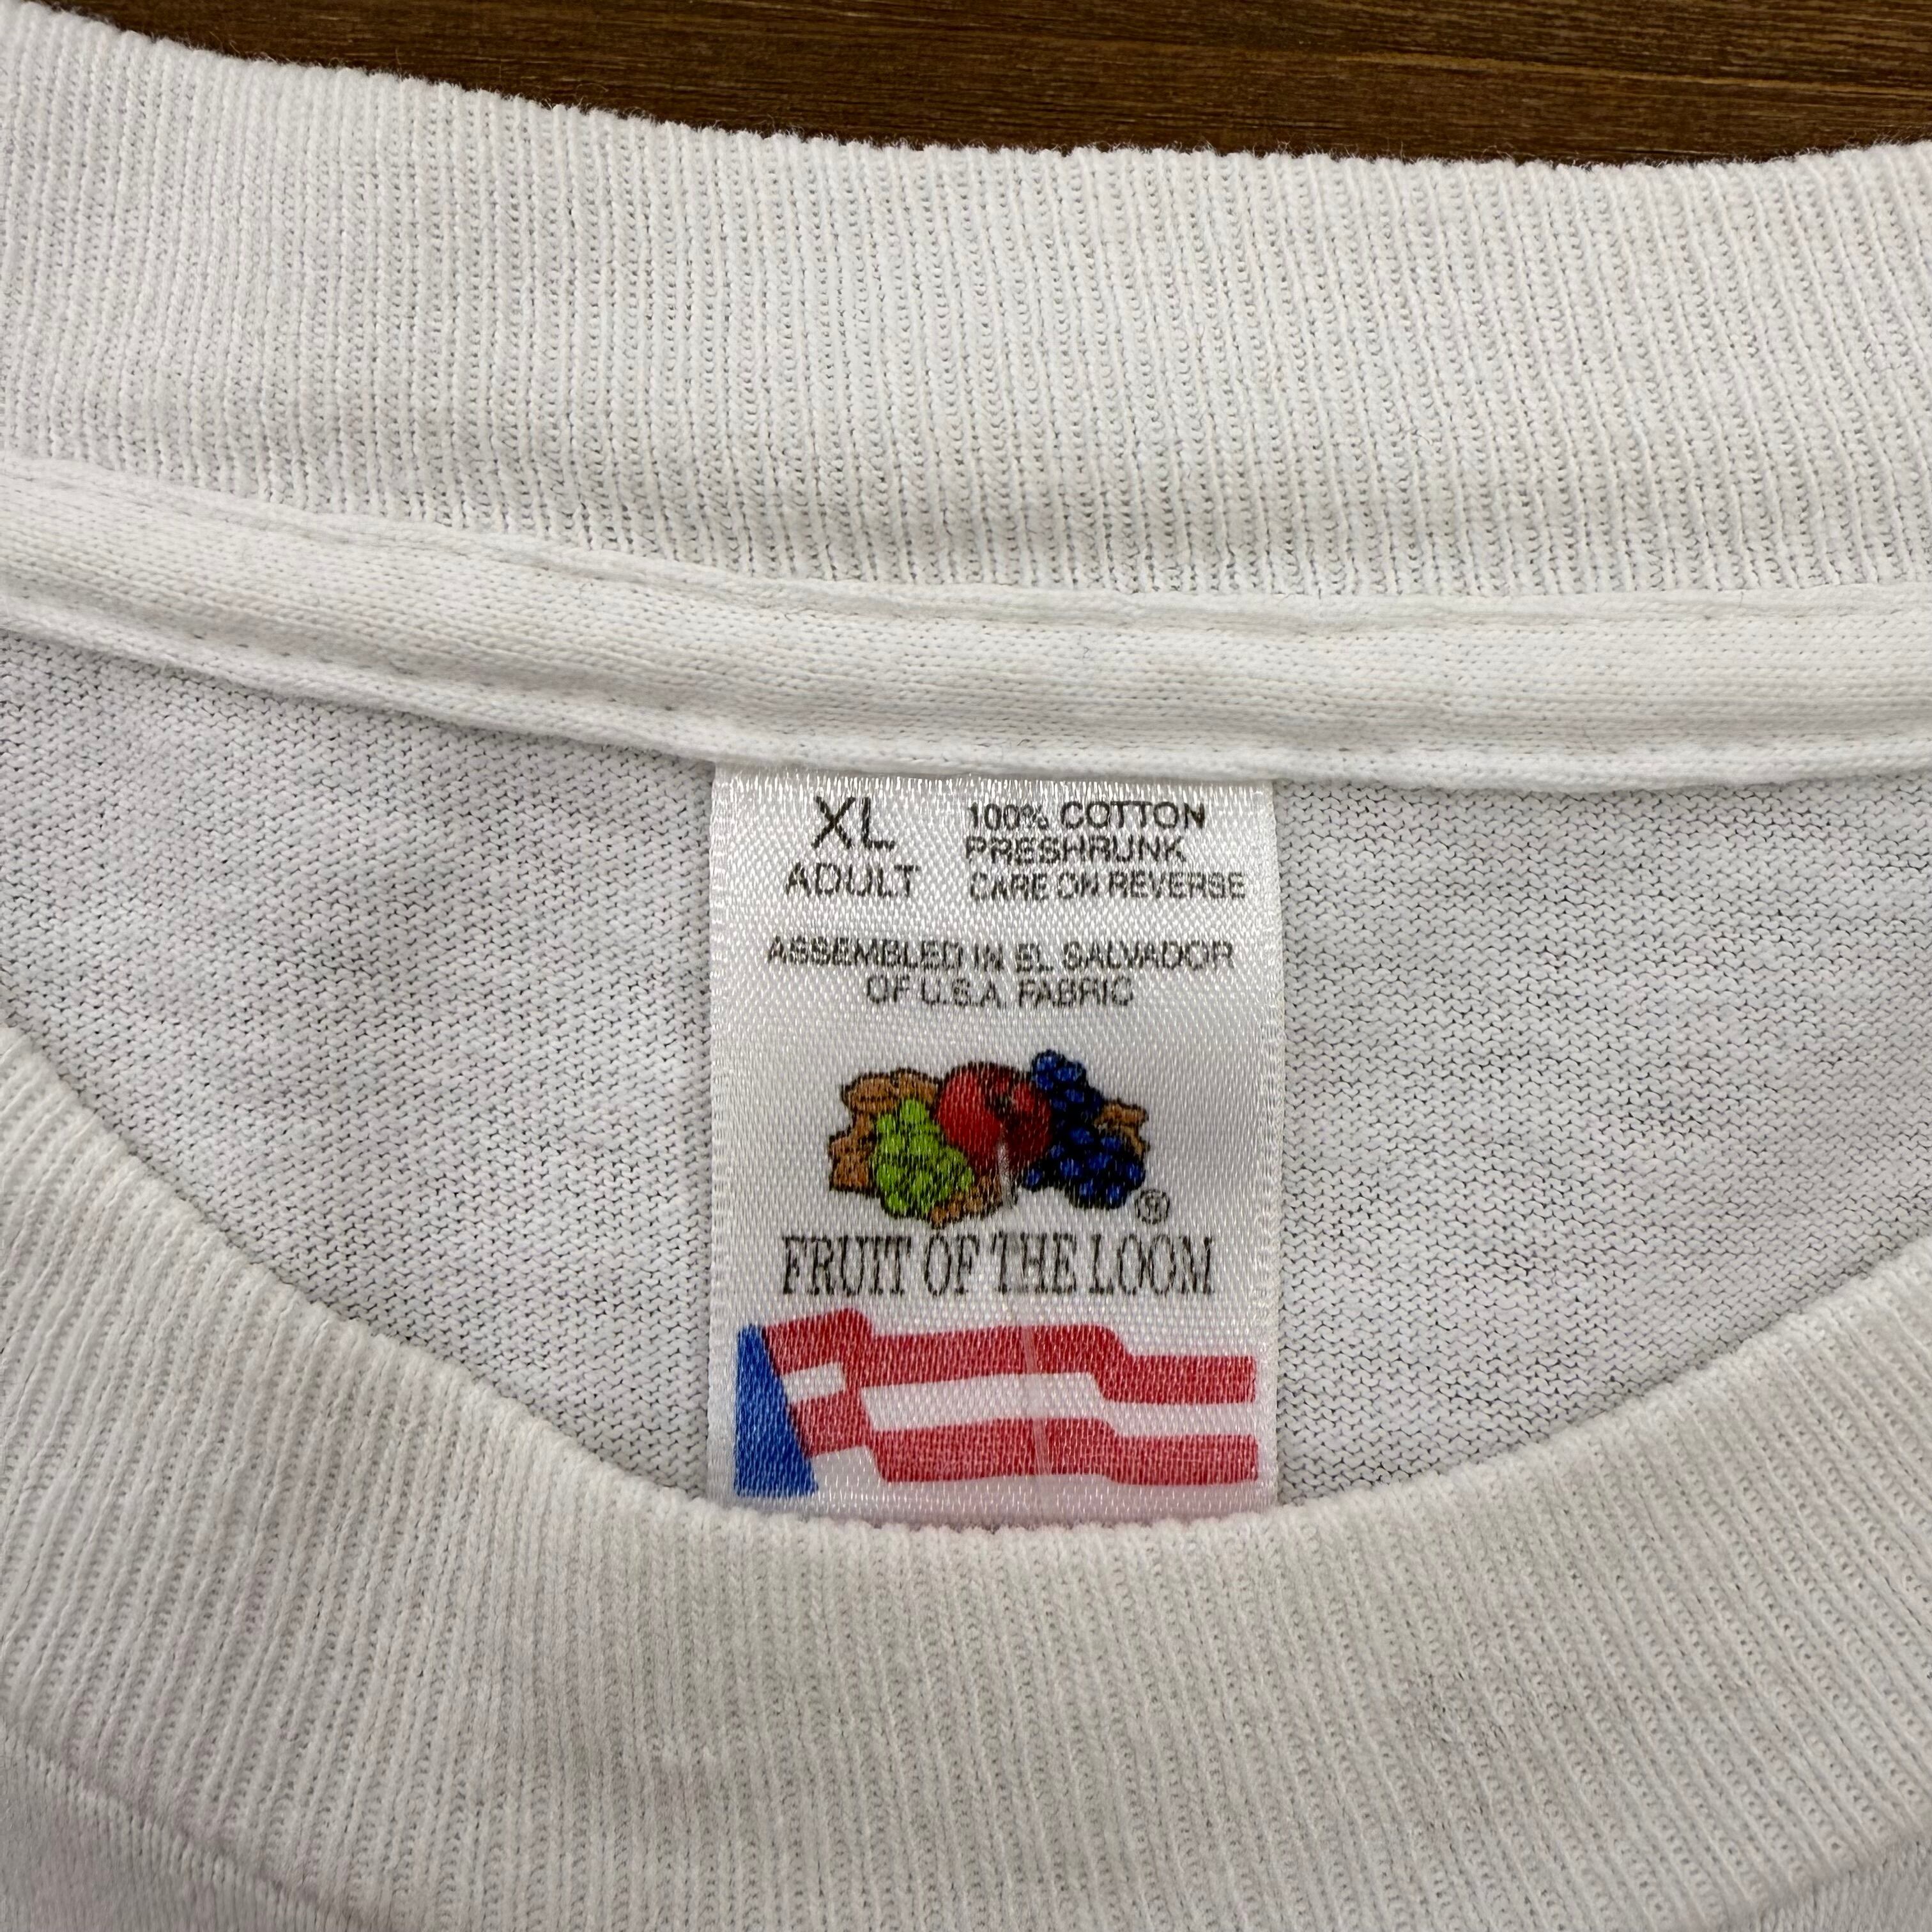 XL
ADULT
100% COTTON
PRESHRUNK
CARE ON REVERSE
ASSEMBLED IN EL SALVADOR
OF U.S.A. FABRIC
®
FRUIT OF THE LOOM